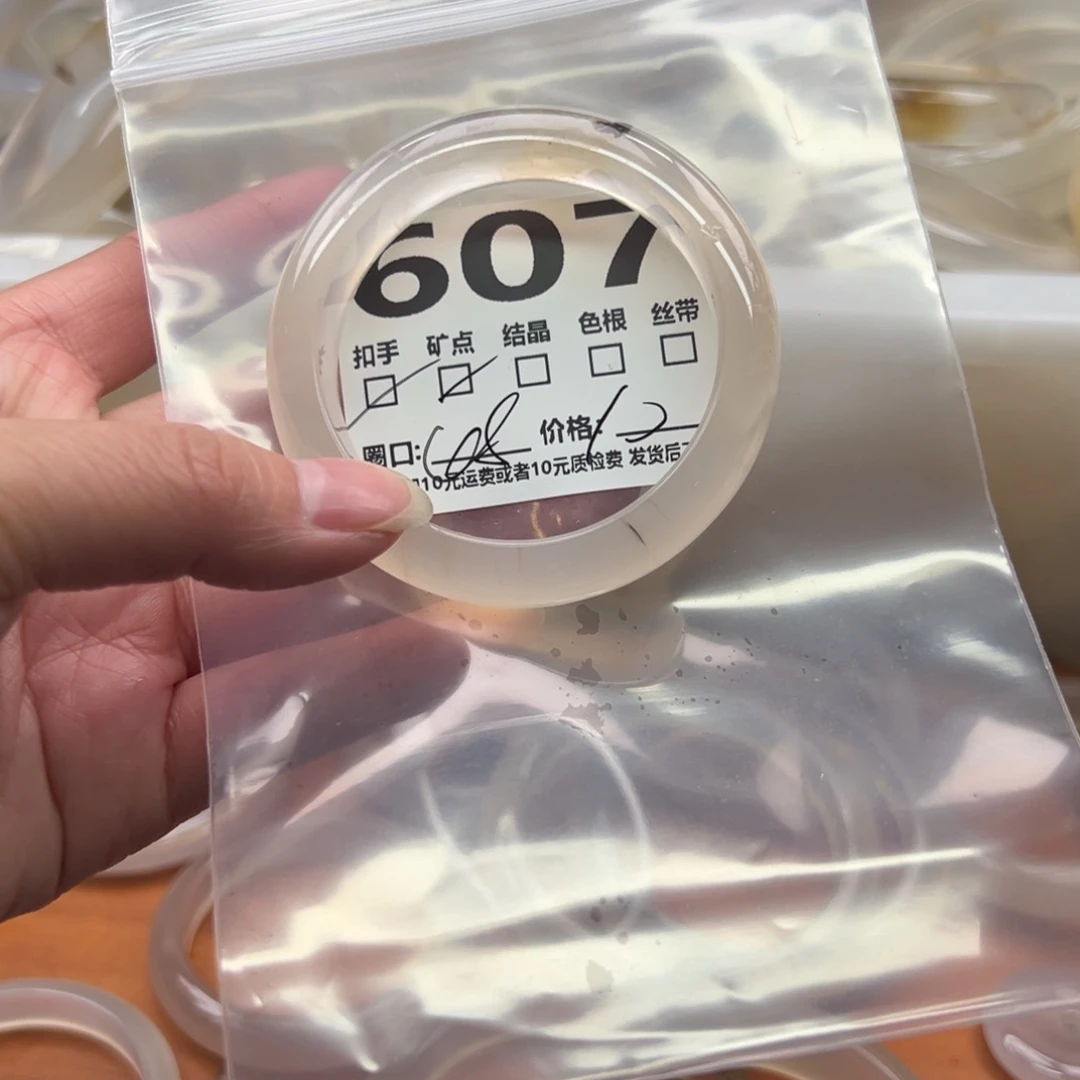 607
扣手 矿点 结晶 色根 丝带
圈口: 价格: 12
10元运费或者10元质检费 发货后